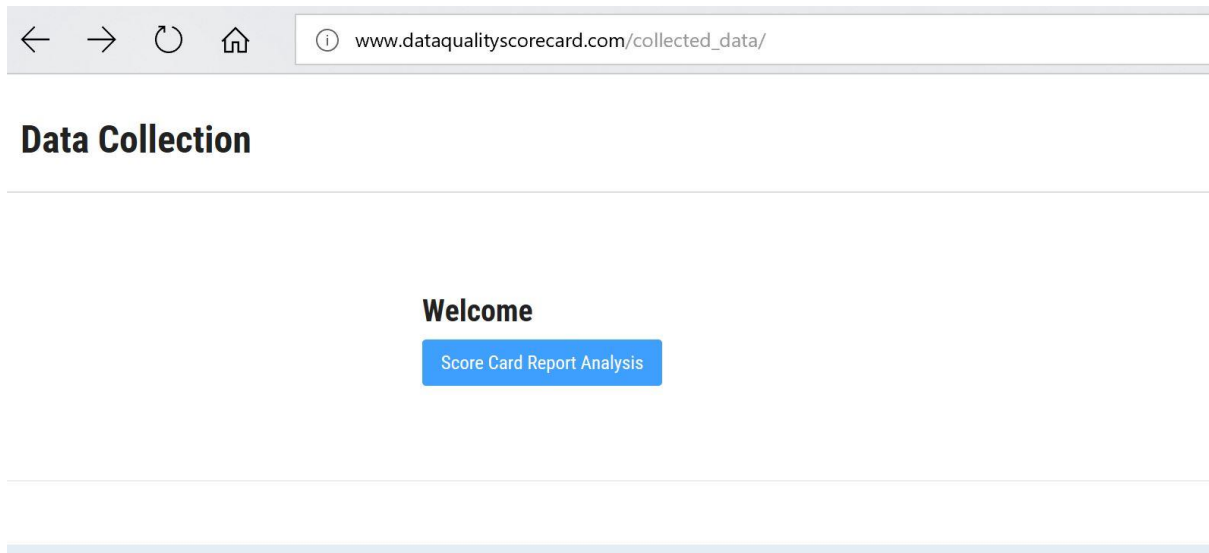 www.dataqualityscorecard.com/collected_data/
Data Collection
Welcome
Score Card Report Analysis